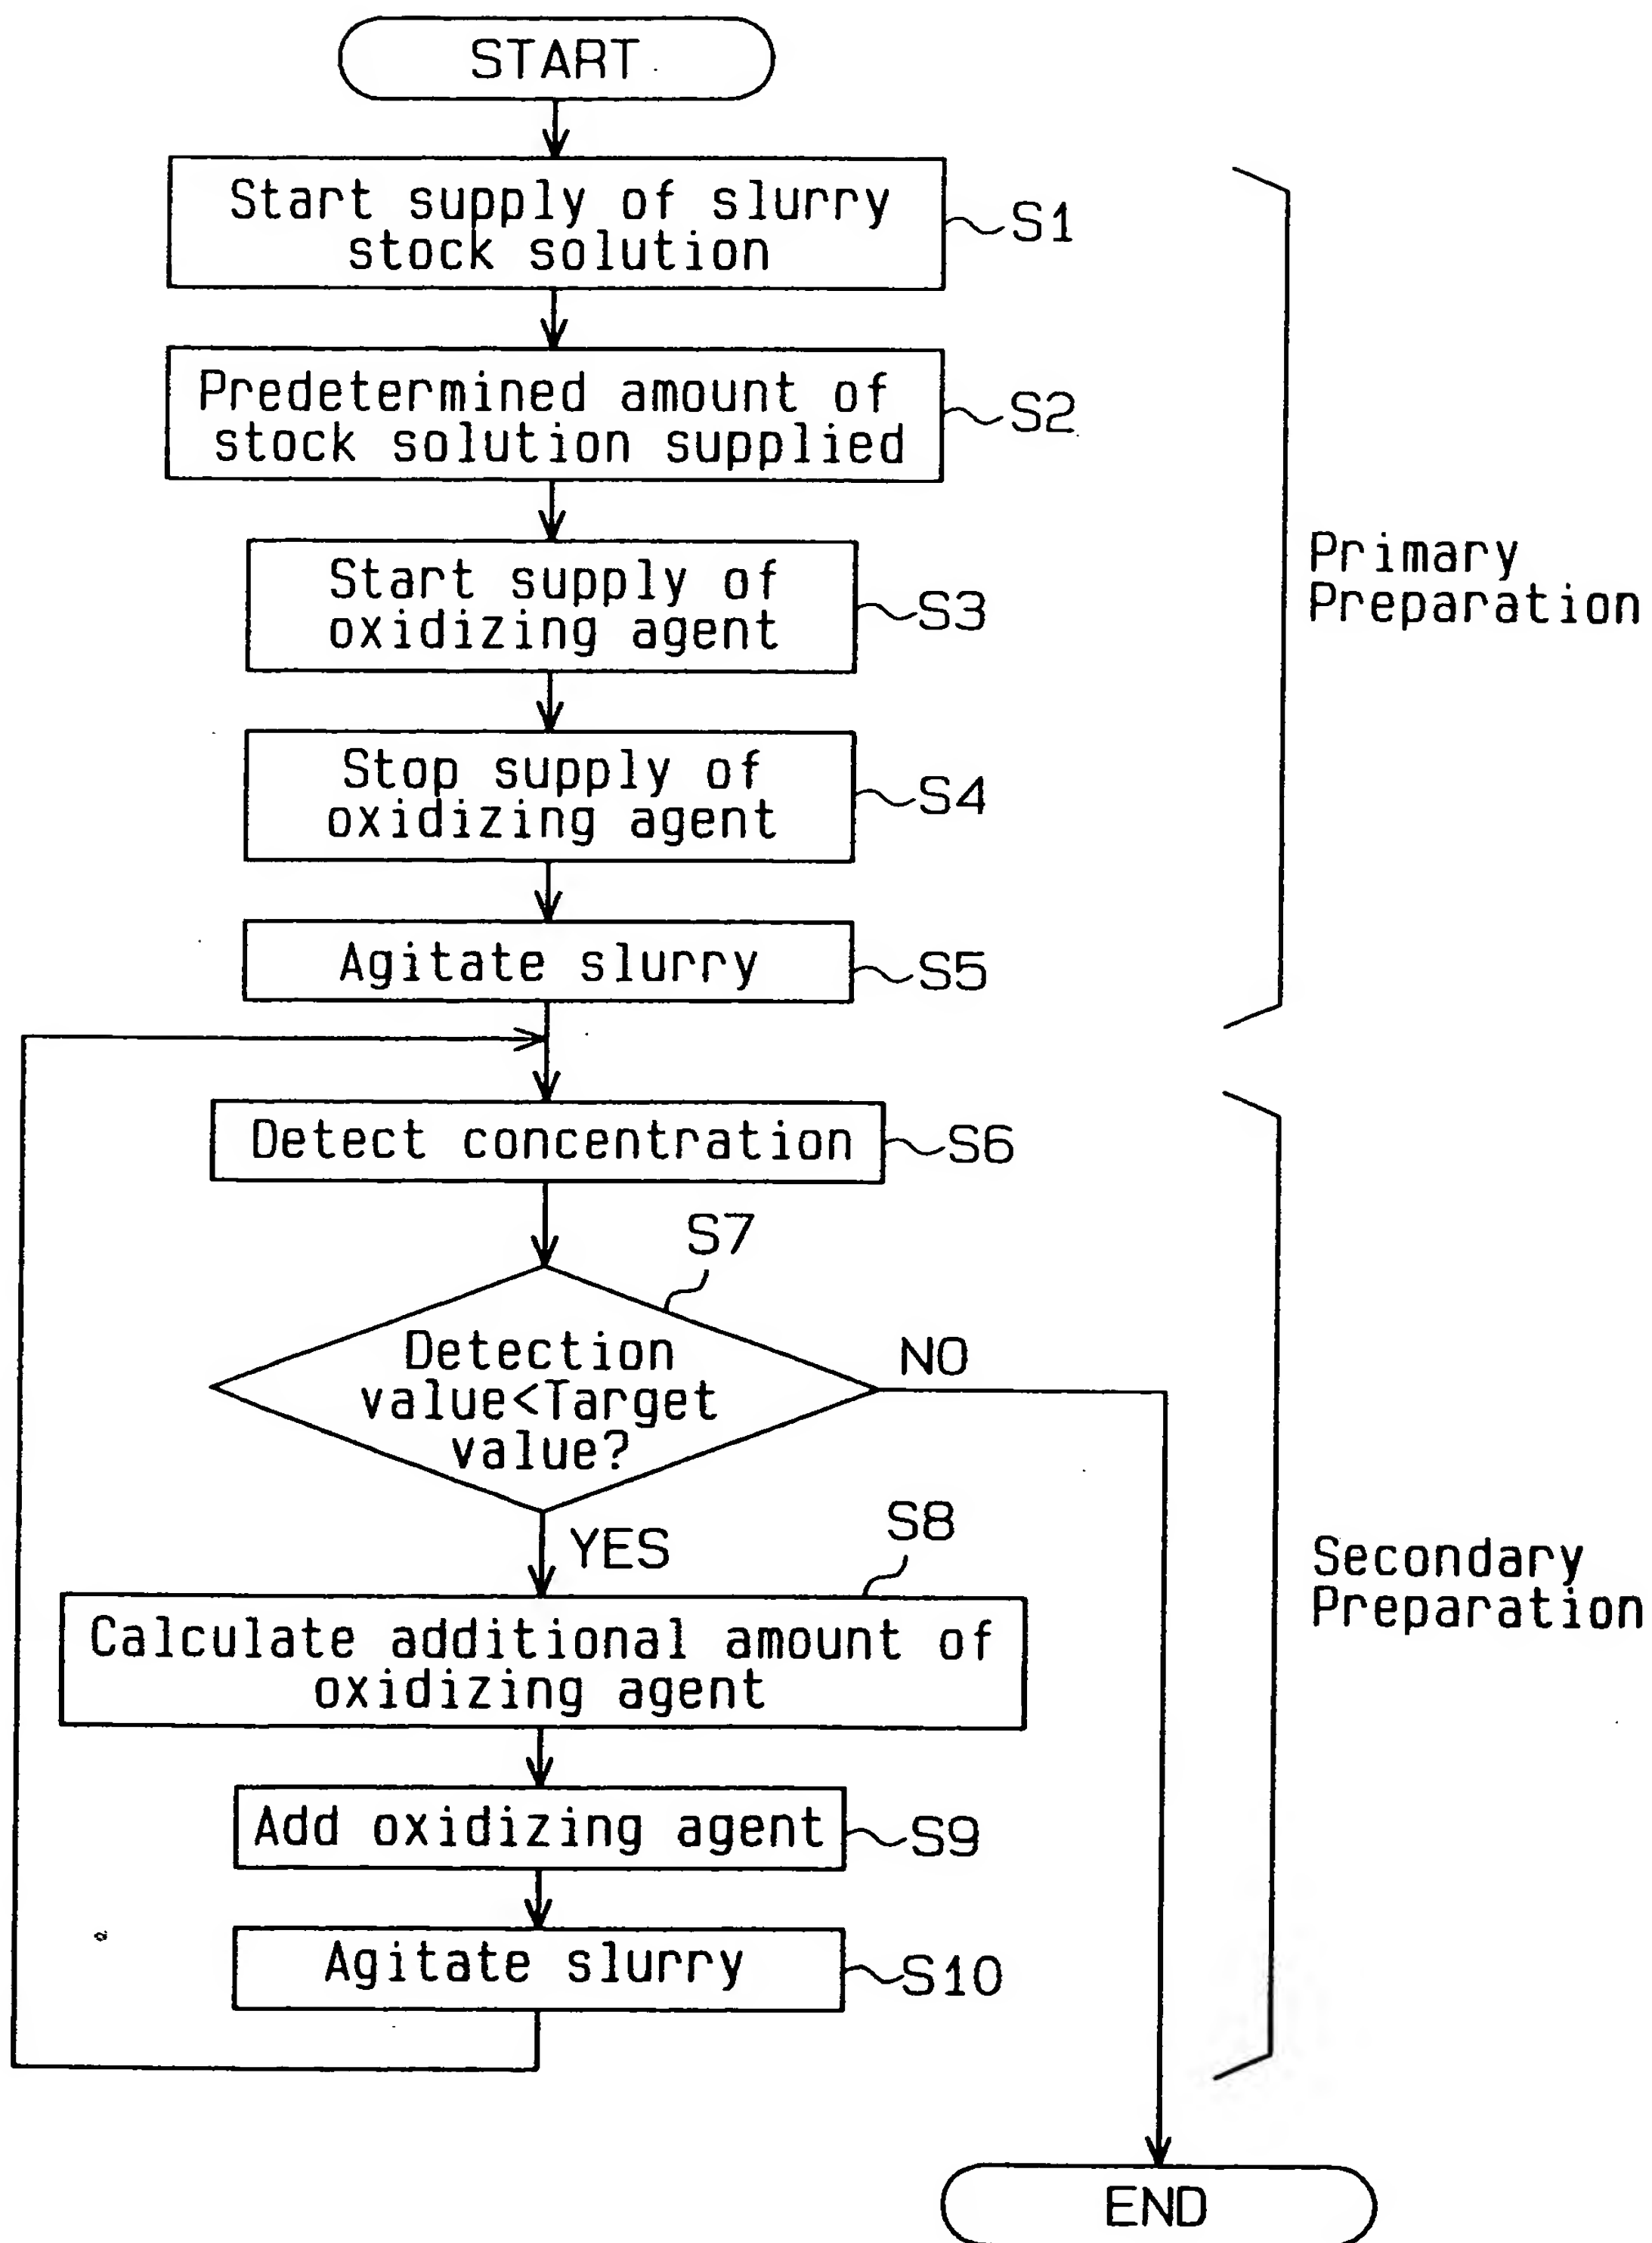 START
Start supply of slurry
stock solution
S1
Predetermined amount of
stock solution supplied
S2
Start supply of
oxidizing agent
S3
Stop supply of
oxidizing agent
S4
Agitate slurry
S5
Primary
Preparation
Detect concentration
S6
S7
Detection
value<Target
value?
NO
YES
S8
Calculate additional amount of
oxidizing agent
Add oxidizing agent
S9
Agitate slurry
S10
Secondary
Preparation
END